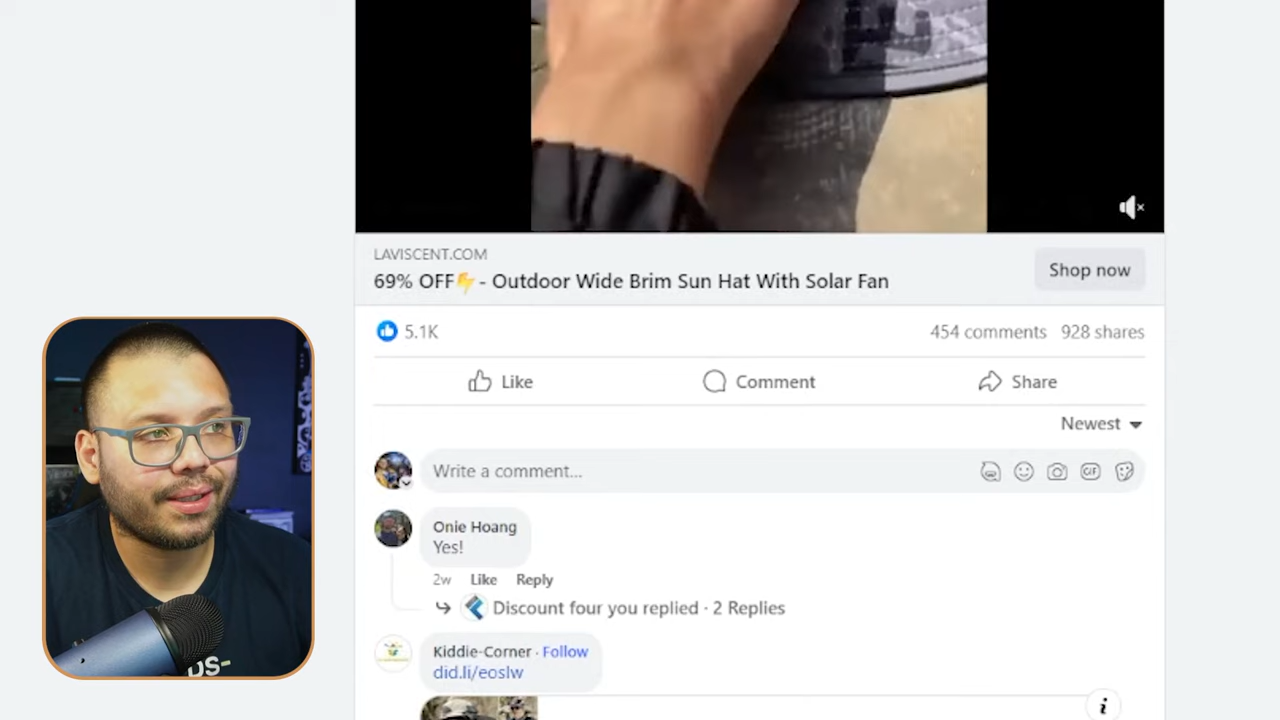 LAVISCENT.COM
69% OFF⚡- Outdoor Wide Brim Sun Hat With Solar Fan
Shop now
5.1K
454 comments 928 shares
Like
Comment
Share
Newest
Write a comment...
GIF
Onie Hoang
Yes!
2w Like Reply
Discount four you replied · 2 Replies
Kiddie-Corner · Follow
did.li/eoslw
i
DS-